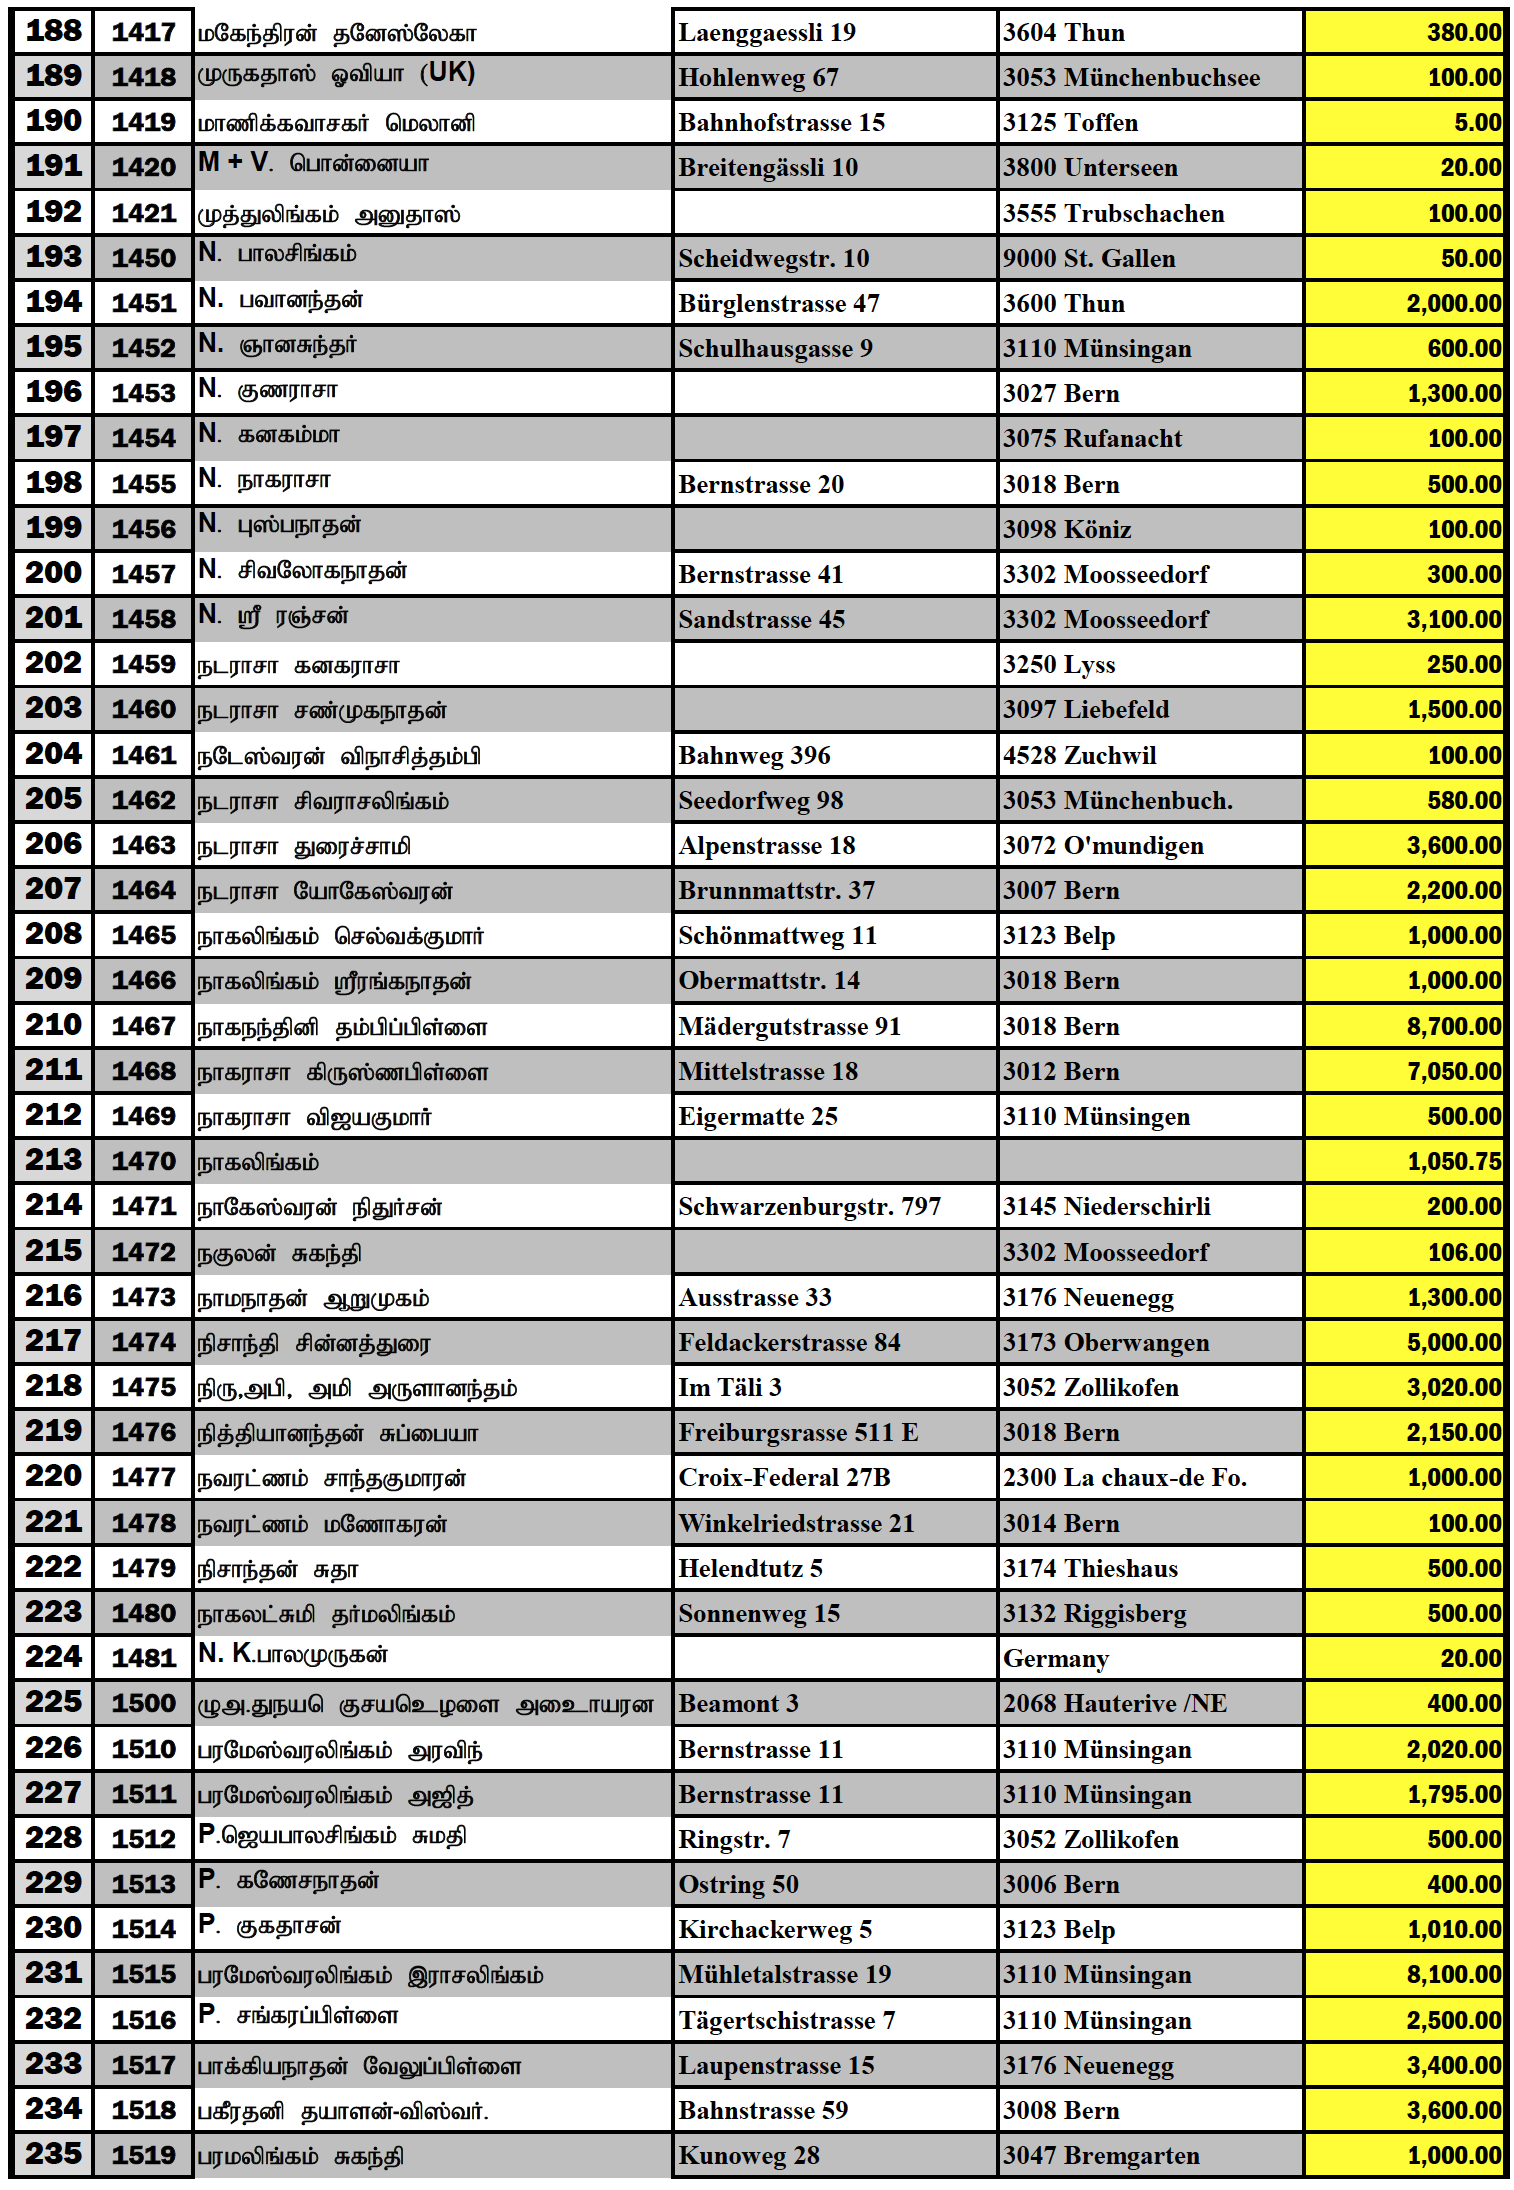 188 1417 மகேந்திரன் தனேஸ்லேகா Laenggaessli 19 3604 Thun 380.00
189 1418 முருகதாஸ் ஓவியா (UK) Hohlenweg 67 3053 Münchenbuchsee 100.00
190 1419 மாணிக்கவாசகர் மெலானி Bahnhofstrasse 15 3125 Toffen 5.00
191 1420 M + V. பொன்னையா Breitengässli 10 3800 Unterseen 20.00
192 1421 முத்துலிங்கம் அனுதாஸ் 3555 Trubschachen 100.00
193 1450 N. பாலசிங்கம் Scheidwegstr. 10 9000 St. Gallen 50.00
194 1451 N. பவானந்தன் Bürglenstrasse 47 3600 Thun 2,000.00
195 1452 N. ஞானசுந்தர் Schulhausgasse 9 3110 Münsingan 600.00
196 1453 N. குணராசா 3027 Bern 1,300.00
197 1454 N. கனகம்மா 3075 Rufanacht 100.00
198 1455 N. நாகராசா Bernstrasse 20 3018 Bern 500.00
199 1456 N. புஸ்பநாதன் 3098 Köniz 100.00
200 1457 N. சிவலோகநாதன் Bernstrasse 41 3302 Moosseedorf 300.00
201 1458 N. ஸ்ரீ ரஞ்சன் Sandstrasse 45 3302 Moosseedorf 3,100.00
202 1459 நடராசா கனகராசா 3250 Lyss 250.00
203 1460 நடராசா சண்முகநாதன் 3097 Liebefeld 1,500.00
204 1461 நடேஸ்வரன் விநாசித்தம்பி Bahnweg 396 4528 Zuchwil 100.00
205 1462 நடராசா சிவராசலிங்கம் Seedorfweg 98 3053 Münchenbuch. 580.00
206 1463 நடராசா துரைச்சாமி Alpenstrasse 18 3072 O'mundigen 3,600.00
207 1464 நடராசா யோகேஸ்வரன் Brunnmattstr. 37 3007 Bern 2,200.00
208 1465 நாகலிங்கம் செல்வக்குமார் Schönmattweg 11 3123 Belp 1,000.00
209 1466 நாகலிங்கம் ஸ்ரீரங்கநாதன் Obermattstr. 14 3018 Bern 1,000.00
210 1467 நாகநந்தினி தம்பிப்பிள்ளை Mädergutstrasse 91 3018 Bern 8,700.00
211 1468 நாகராசா கிருஸ்ணபிள்ளை Mittelstrasse 18 3012 Bern 7,050.00
212 1469 நாகராசா விஜயகுமார் Eigermatte 25 3110 Münsingen 500.00
213 1470 நாகலிங்கம் 1,050.75
214 1471 நாகேஸ்வரன் நிதுர்சன் Schwarzenburgstr. 797 3145 Niederschirli 200.00
215 1472 நகுலன் சுகந்தி 3302 Moosseedorf 106.00
216 1473 நாமநாதன் ஆறுமுகம் Ausstrasse 33 3176 Neuenegg 1,300.00
217 1474 நிசாந்தி சின்னத்துரை Feldackerstrasse 84 3173 Oberwangen 5,000.00
218 1475 நிரு,அபி, அமி அருளானந்தம் Im Täli 3 3052 Zollikofen 3,020.00
219 1476 நித்தியானந்தன் சுப்பையா Freiburgsrasse 511 E 3018 Bern 2,150.00
220 1477 நவரட்ணம் சாந்தகுமாரன் Croix-Federal 27B 2300 La chaux-de Fo. 1,000.00
221 1478 நவரட்ணம் மணோகரன் Winkelriedstrasse 21 3014 Bern 100.00
222 1479 நிசாந்தன் சுதா Helendtutz 5 3174 Thieshaus 500.00
223 1480 நாகலட்சுமி தர்மலிங்கம் Sonnenweg 15 3132 Riggisberg 500.00
224 1481 N. K.பாலமுருகன் Germany 20.00
225 1500 ழுஅ.துநயெ குசயஉெழளை அஉாையரன Beamont 3 2068 Hauterive /NE 400.00
226 1510 பரமேஸ்வரலிங்கம் அரவிந் Bernstrasse 11 3110 Münsingan 2,020.00
227 1511 பரமேஸ்வரலிங்கம் அஜித் Bernstrasse 11 3110 Münsingan 1,795.00
228 1512 P.ஜெயபாலசிங்கம் சுமதி Ringstr. 7 3052 Zollikofen 500.00
229 1513 P. கணேசநாதன் Ostring 50 3006 Bern 400.00
230 1514 P. குகதாசன் Kirchackerweg 5 3123 Belp 1,010.00
231 1515 பரமேஸ்வரலிங்கம் இராசலிங்கம் Mühletalstrasse 19 3110 Münsingan 8,100.00
232 1516 P. சங்கரப்பிள்ளை Tägertschistrasse 7 3110 Münsingan 2,500.00
233 1517 பாக்கியநாதன் வேலுப்பிள்ளை Laupenstrasse 15 3176 Neuenegg 3,400.00
234 1518 பகீரதனி தயாளன்-விஸ்வர். Bahnstrasse 59 3008 Bern 3,600.00
235 1519 பரமலிங்கம் சுகந்தி Kunoweg 28 3047 Bremgarten 1,000.00